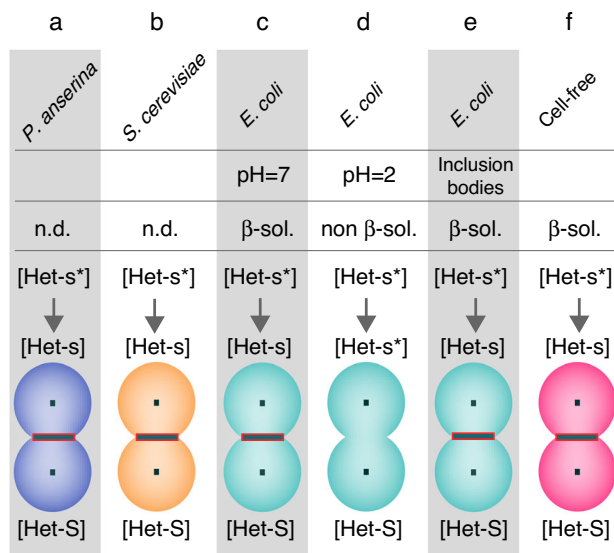 a b c d e f
P. anserina S. cerevisiae E. coli E. coli E. coli Cell-free
pH=7 pH=2 Inclusion bodies
n.d. n.d. β-sol. non β-sol. β-sol. β-sol.
[Het-s*] [Het-s*] [Het-s*] [Het-s*] [Het-s*] [Het-s*]
[Het-s] [Het-s] [Het-s] [Het-s*] [Het-s] [Het-s]
[Het-S] [Het-S] [Het-S] [Het-S] [Het-S] [Het-S]